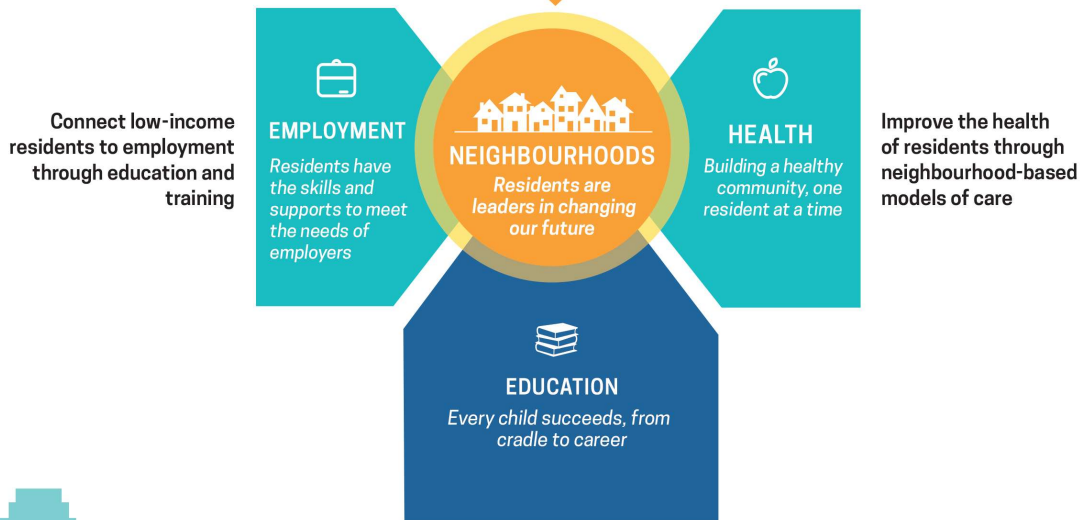 Connect low-income
residents to employment
through education and
training
EMPLOYMENT
Residents have
the skills and
supports to meet
the needs of
employers
NEIGHBOURHOODS
Residents are
leaders in changing
our future
HEALTH
Building a healthy
community, one
resident at a time
Improve the health
of residents through
neighbourhood-based
models of care
EDUCATION
Every child succeeds, from
cradle to career